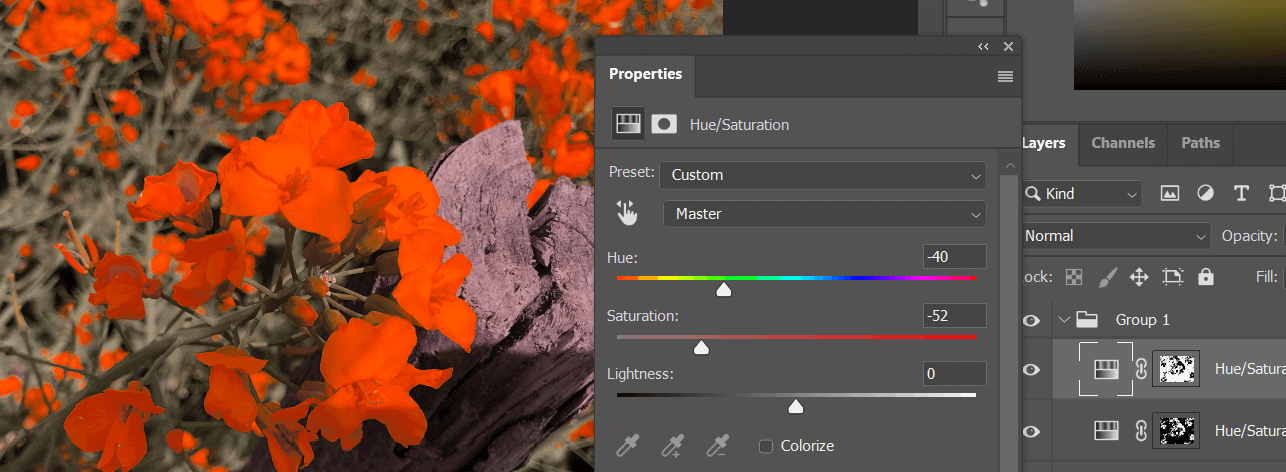 Properties
Hue/Saturation
Preset: Custom
Master
Hue: -40
Saturation: -52
Lightness: 0
Colorize
Layers Channels Paths
Kind
Normal Opacity:
Lock: Fill:
Group 1
Hue/Satura
Hue/Satura